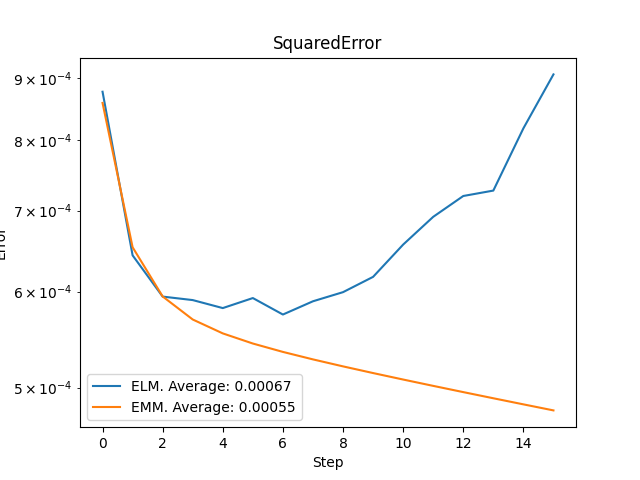 SquaredError
9 × 10⁻⁴
8 × 10⁻⁴
7 × 10⁻⁴
6 × 10⁻⁴
5 × 10⁻⁴
Error
ELM. Average: 0.00067
EMM. Average: 0.00055
0 2 4 6 8 10 12 14
Step